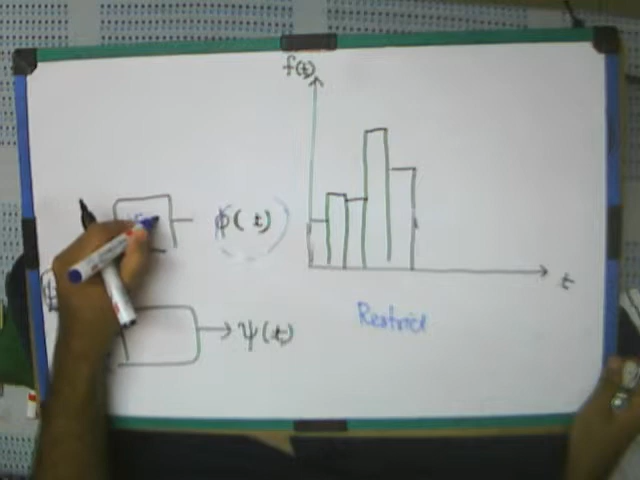 f(t)
ϕ(t)
t
Restrict
ψ(t)